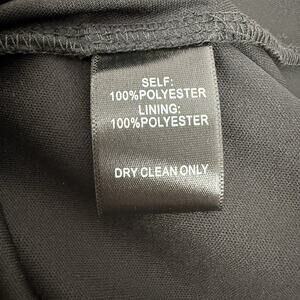 SELF:
100%POLYESTER
LINING:
100%POLYESTER
DRY CLEAN ONLY